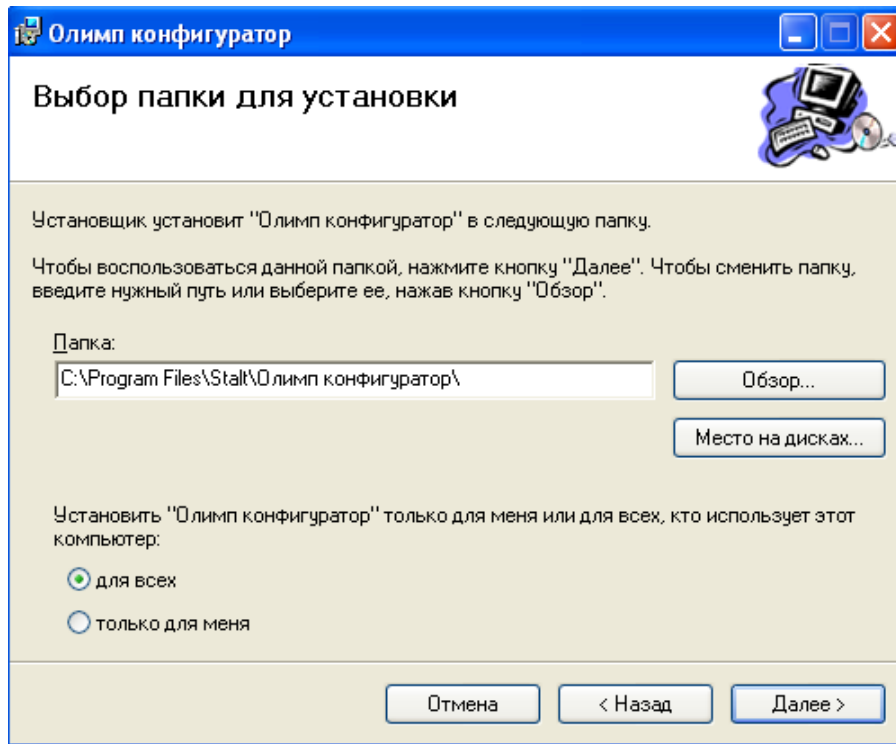 Олимп конфигуратор
Выбор папки для установки
Установщик установит "Олимп конфигуратор" в следующую папку.
Чтобы воспользоваться данной папкой, нажмите кнопку "Далее". Чтобы сменить папку,
введите нужный путь или выберите ее, нажав кнопку "Обзор".
Папка:
C:\Program Files\Stalt\Олимп конфигуратор\
Обзор...
Место на дисках...
Установить "Олимп конфигуратор" только для меня или для всех, кто использует этот
компьютер:
для всех
только для меня
Отмена
< Назад
Далее >